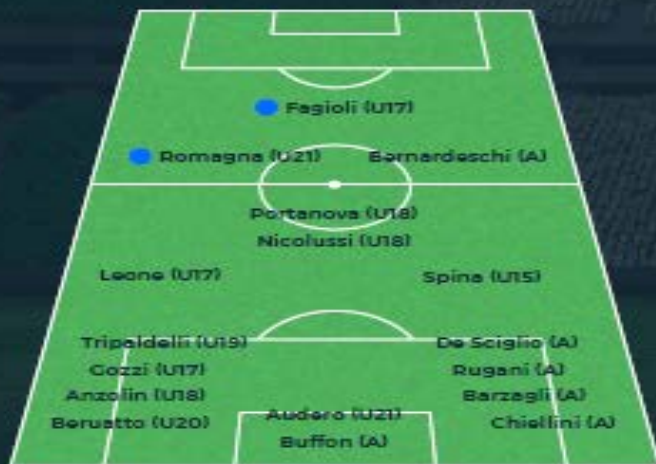 Fagioli (U17)
Romagna (U21) Bernardeschi (A)
Portanova (U18)
Nicolussi (U18)
Leone (U17) Spina (U15)
Tripaldelli (U19) De Sciglio (A)
Gozzi (U17) Rugani (A)
Anzolin (U18) Barzagli (A)
Beruatto (U20) Audero (U21) Chiellini (A)
Buffon (A)